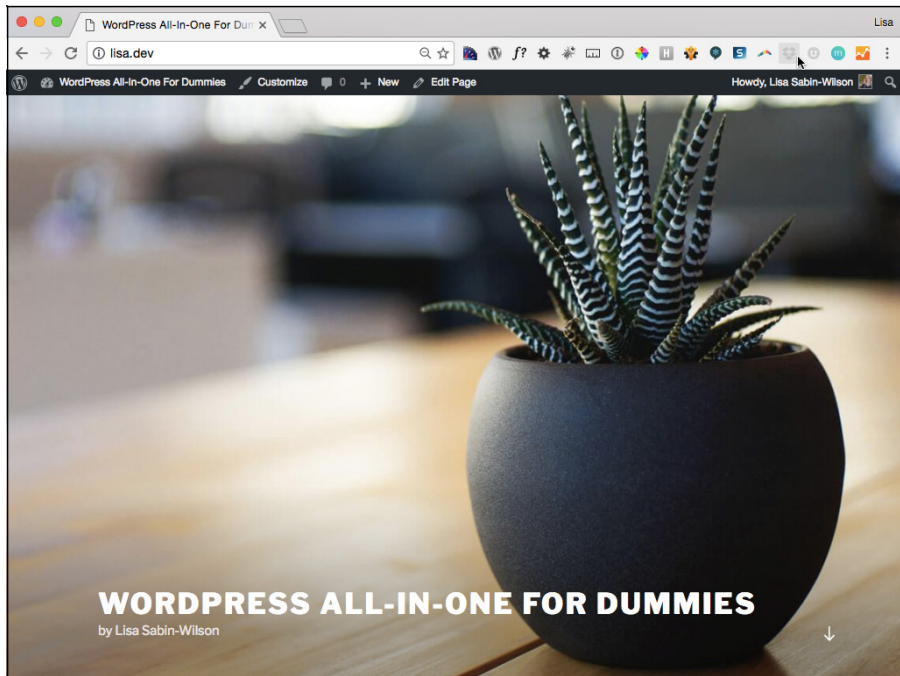 WordPress All-In-One For Dum
Lisa
lisa.dev
f?
H
S
m
WordPress All-In-One For Dummies Customize 0 New Edit Page
Howdy, Lisa Sabin-Wilson
WORDPRESS ALL-IN-ONE FOR DUMMIES
by Lisa Sabin-Wilson